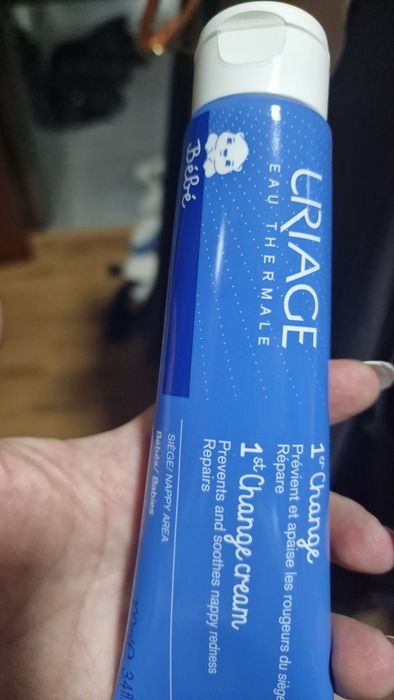 Bébé
URIAGE
EAU THERMALE
1er Change
Prévient et apaise les rougeurs du siège
Répare
1st Change cream
Prevents and soothes nappy redness
Repairs
SIÈGE/ NAPPY AREA
Bébés/ Babies